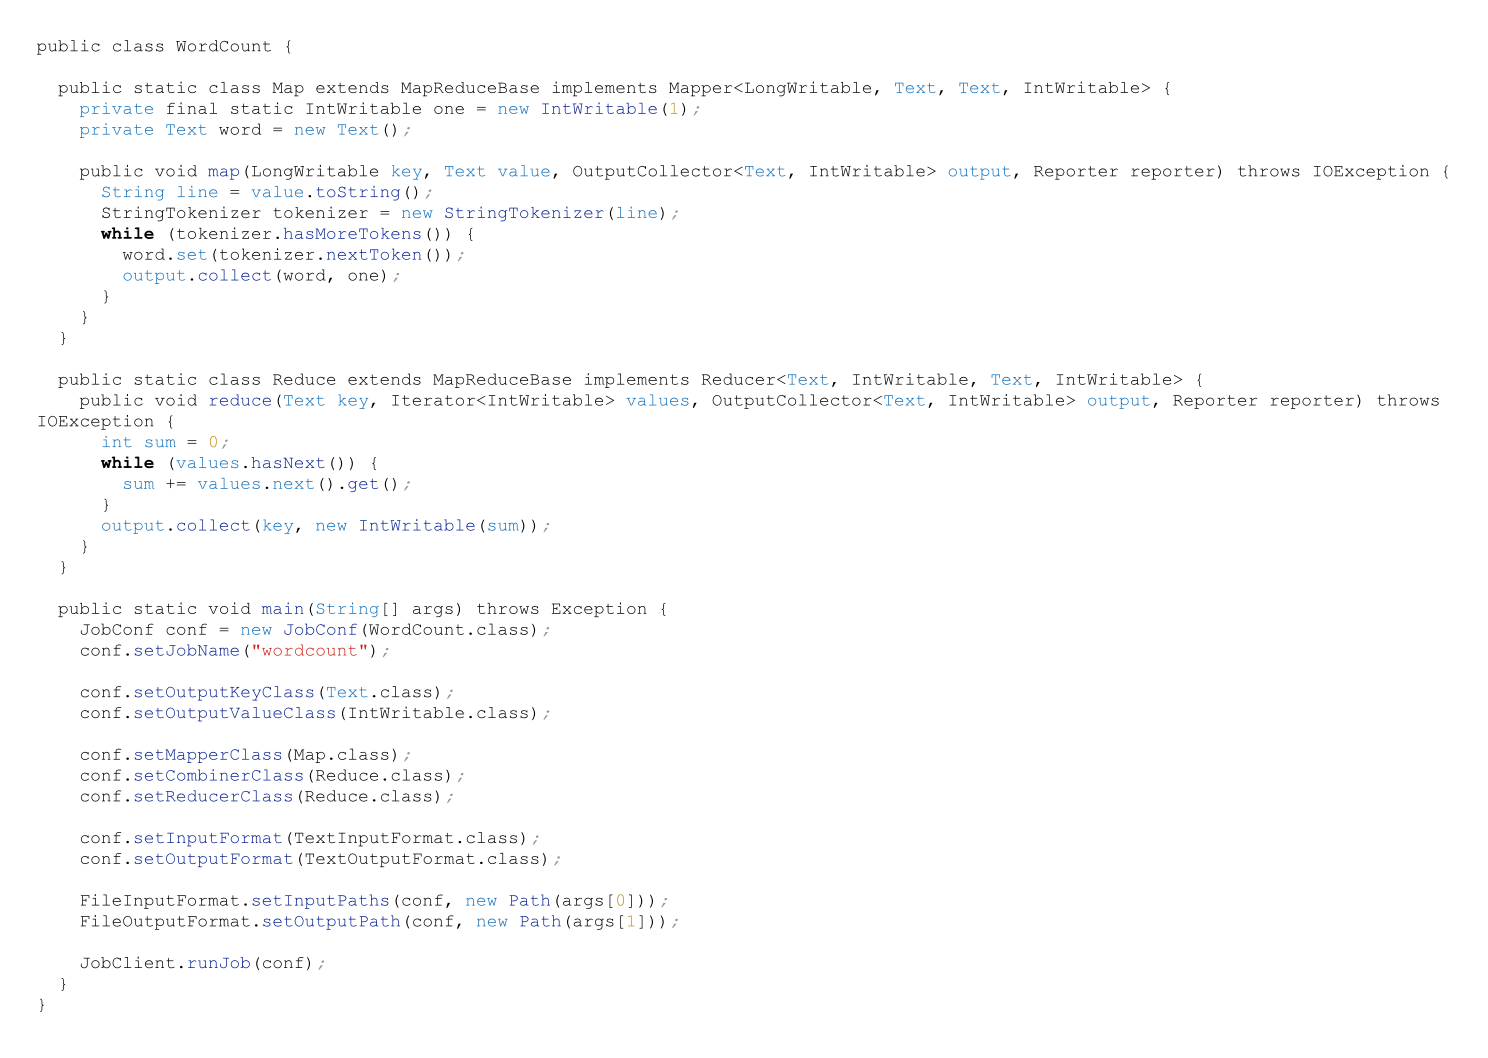 public class WordCount {
public static class Map extends MapReduceBase implements Mapper<LongWritable, Text, Text, IntWritable> {
private final static IntWritable one = new IntWritable(1);
private Text word = new Text();
public void map(LongWritable key, Text value, OutputCollector<Text, IntWritable> output, Reporter reporter) throws IOException {
String line = value.toString();
StringTokenizer tokenizer = new StringTokenizer(line);
while (tokenizer.hasMoreTokens()) {
word.set(tokenizer.nextToken());
output.collect(word, one);
}
}
}
public static class Reduce extends MapReduceBase implements Reducer<Text, IntWritable, Text, IntWritable> {
public void reduce(Text key, Iterator<IntWritable> values, OutputCollector<Text, IntWritable> output, Reporter reporter) throws
IOException {
int sum = 0;
while (values.hasNext()) {
sum += values.next().get();
}
output.collect(key, new IntWritable(sum));
}
}
public static void main(String[] args) throws Exception {
JobConf conf = new JobConf(WordCount.class);
conf.setJobName("wordcount");
conf.setOutputKeyClass(Text.class);
conf.setOutputValueClass(IntWritable.class);
conf.setMapperClass(Map.class);
conf.setCombinerClass(Reduce.class);
conf.setReducerClass(Reduce.class);
conf.setInputFormat(TextInputFormat.class);
conf.setOutputFormat(TextOutputFormat.class);
FileInputFormat.setInputPaths(conf, new Path(args[0]));
FileOutputFormat.setOutputPath(conf, new Path(args[1]));
JobClient.runJob(conf);
}
}